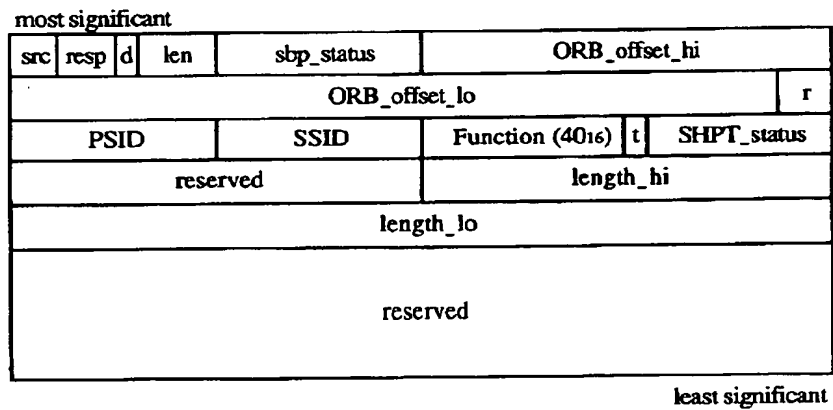 most significant
src resp d len sbp_status ORB_offset_hi
ORB_offset_lo r
PSID SSID Function (40₁₆) t SHPT_status
reserved length_hi
length_lo
reserved
least significant